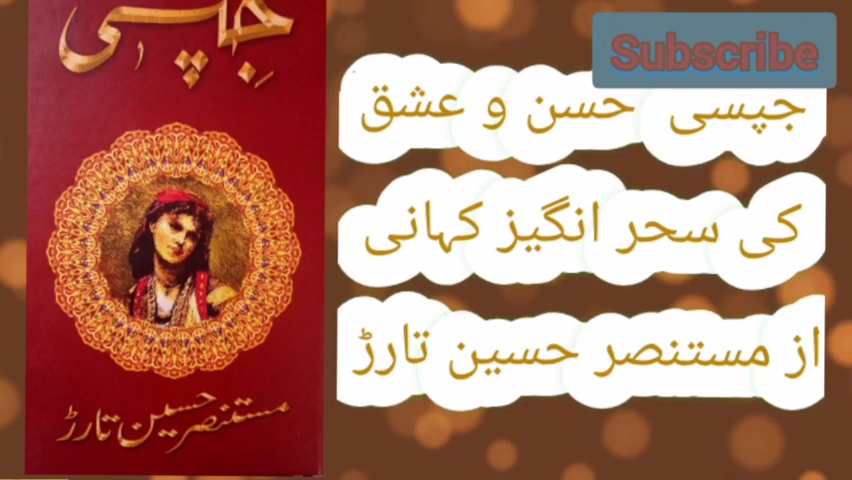 جپسی
مستنصر حسین تارڑ
Subscribe
جپسی حسن و عشق
کی سحر انگیز کہانی
از مستنصر حسین تارڑ